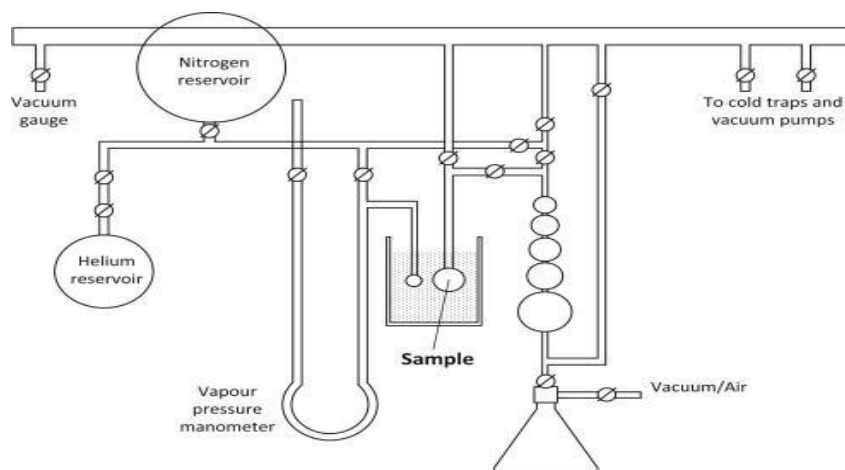 Nitrogen
reservoir
Vacuum
gauge
To cold traps and
vacuum pumps
Helium
reservoir
Sample
Vapour
pressure
manometer
Vacuum/Air